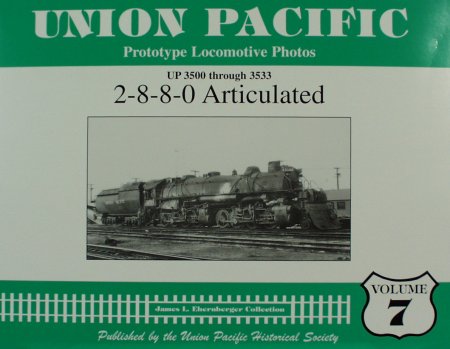 UNION PACIFIC
Prototype Locomotive Photos
UP 3500 through 3533
2-8-8-0 Articulated
James L. Ehernberger Collection
VOLUME
7
Published by the Union Pacific Historical Society